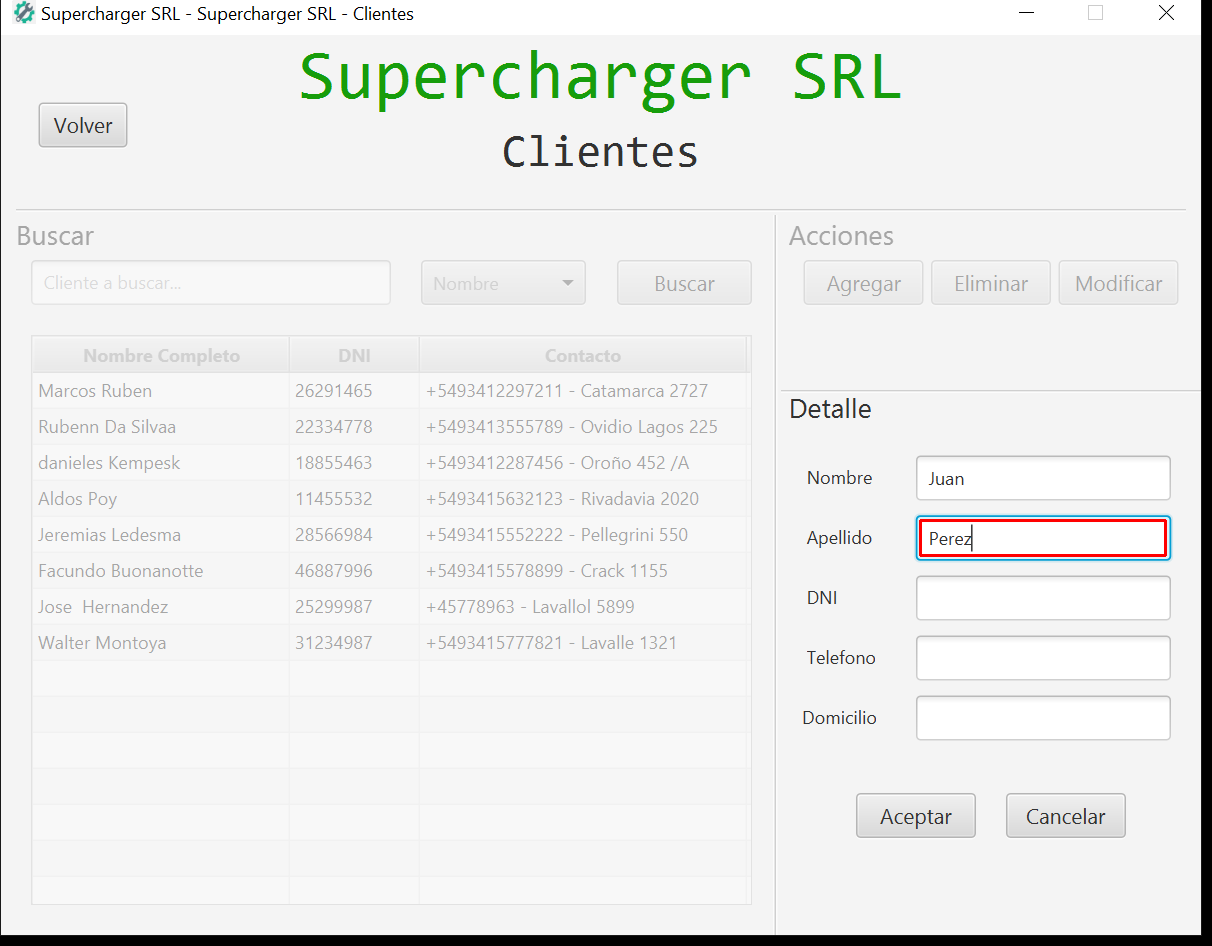 Supercharger SRL - Supercharger SRL - Clientes
Supercharger SRL
Volver
Clientes
Buscar
Cliente a buscar...
Nombre
Buscar
Nombre Completo DNI Contacto
Marcos Ruben 26291465 +5493412297211 - Catamarca 2727
Rubenn Da Silvaa 22334778 +5493413555789 - Ovidio Lagos 225
danieles Kempesk 18855463 +5493412287456 - Oroño 452 /A
Aldos Poy 11455532 +5493415632123 - Rivadavia 2020
Jeremias Ledesma 28566984 +5493415552222 - Pellegrini 550
Facundo Buonanotte 46887996 +5493415578899 - Crack 1155
Jose  Hernandez 25299987 +45778963 - Lavallol 5899
Walter Montoya 31234987 +5493415777821 - Lavalle 1321
Acciones
Agregar Eliminar Modificar
Detalle
Nombre Juan
Apellido Perez
DNI
Telefono
Domicilio
Aceptar Cancelar